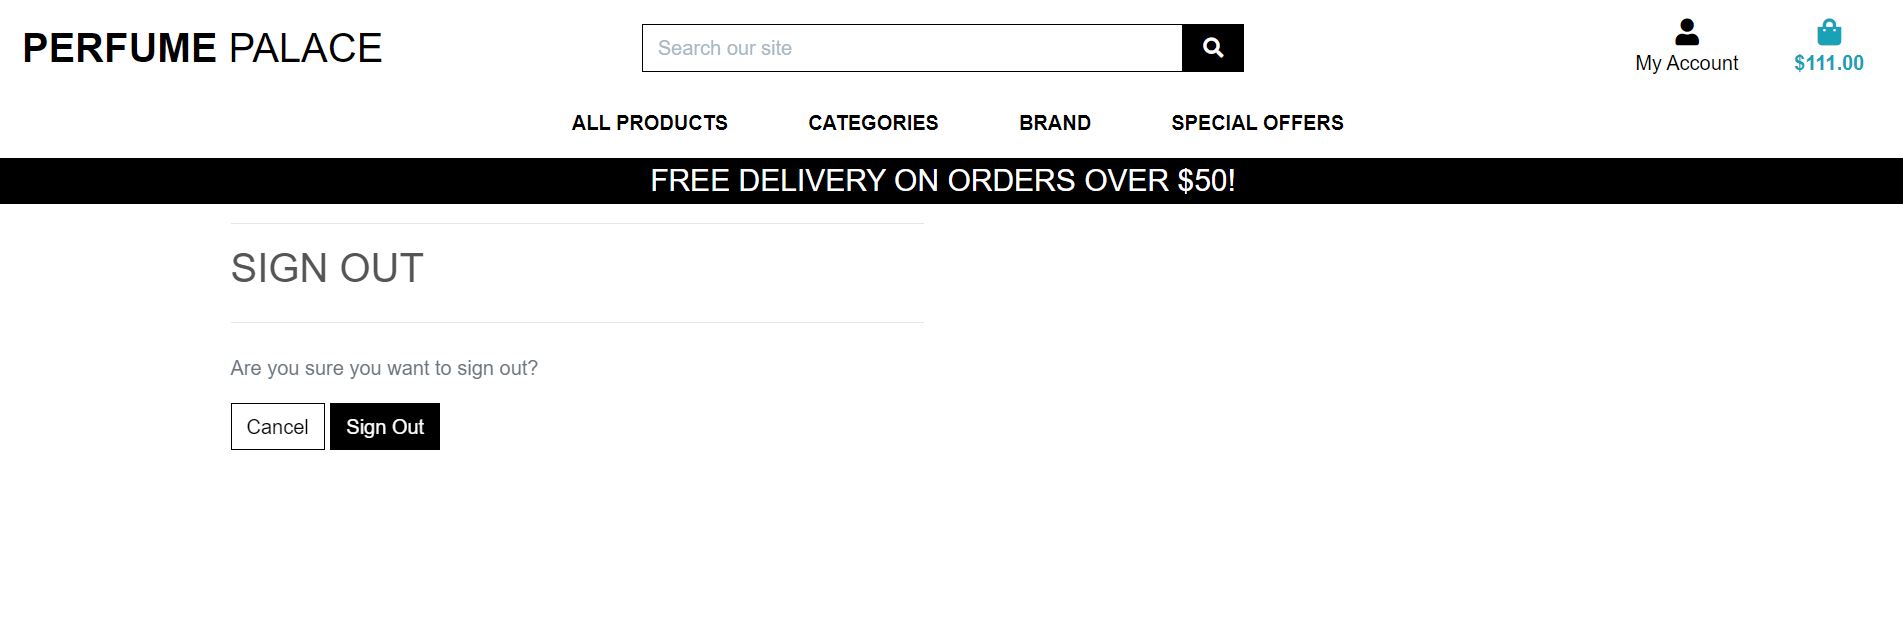 PERFUME PALACE
Search our site
My Account
$111.00
ALL PRODUCTS CATEGORIES BRAND SPECIAL OFFERS
FREE DELIVERY ON ORDERS OVER $50!
SIGN OUT
Are you sure you want to sign out?
Cancel Sign Out